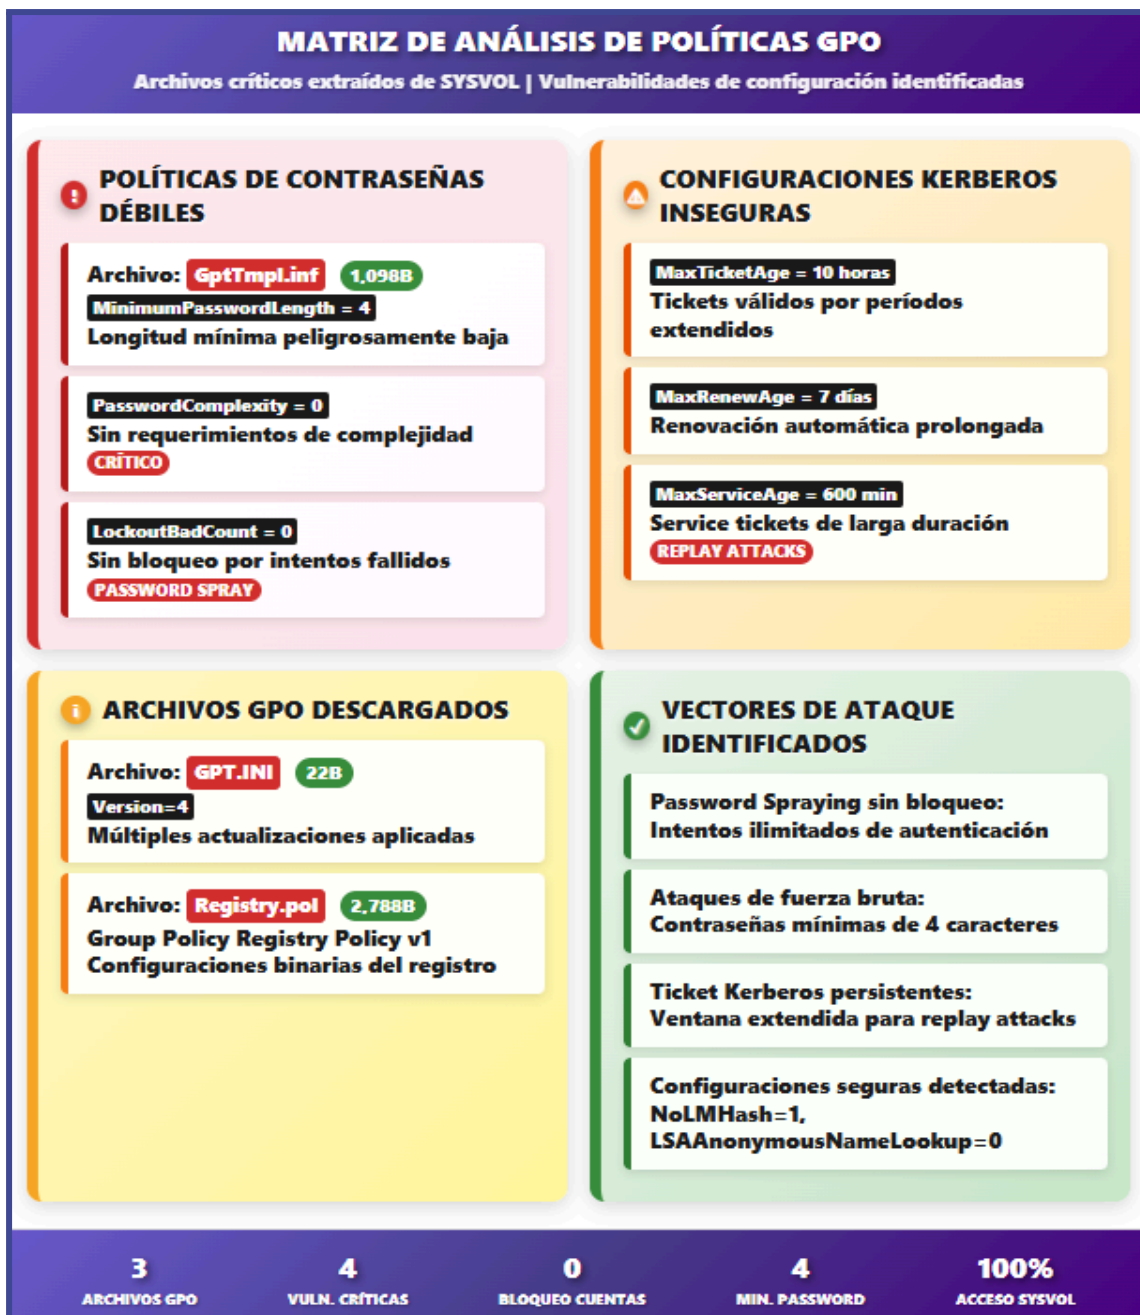 MATRIZ DE ANÁLISIS DE POLÍTICAS GPO
Archivos críticos extraídos de SYSVOL | Vulnerabilidades de configuración identificadas
POLÍTICAS DE CONTRASEÑAS
DÉBILES
Archivo: GptTmpl.inf 1,098B
MinimumPasswordLength = 4
Longitud mínima peligrosamente baja
PasswordComplexity = 0
Sin requerimientos de complejidad
CRÍTICO
LockoutBadCount = 0
Sin bloqueo por intentos fallidos
PASSWORD SPRAY
CONFIGURACIONES KERBEROS
INSEGURAS
MaxTicketAge = 10 horas
Tickets válidos por períodos
extendidos
MaxRenewAge = 7 días
Renovación automática prolongada
MaxServiceAge = 600 min
Service tickets de larga duración
REPLAY ATTACKS
ARCHIVOS GPO DESCARGADOS
Archivo: GPT.INI 22B
Version=4
Múltiples actualizaciones aplicadas
Archivo: Registry.pol 2,788B
Group Policy Registry Policy v1
Configuraciones binarias del registro
VECTORES DE ATAQUE
IDENTIFICADOS
Password Spraying sin bloqueo:
Intentos ilimitados de autenticación
Ataques de fuerza bruta:
Contraseñas mínimas de 4 caracteres
Ticket Kerberos persistentes:
Ventana extendida para replay attacks
Configuraciones seguras detectadas:
NoLMHash=1,
LSAAnonymousNameLookup=0
3
ARCHIVOS GPO
4
VULN. CRÍTICAS
0
BLOQUEO CUENTAS
4
MIN. PASSWORD
100%
ACCESO SYSVOL